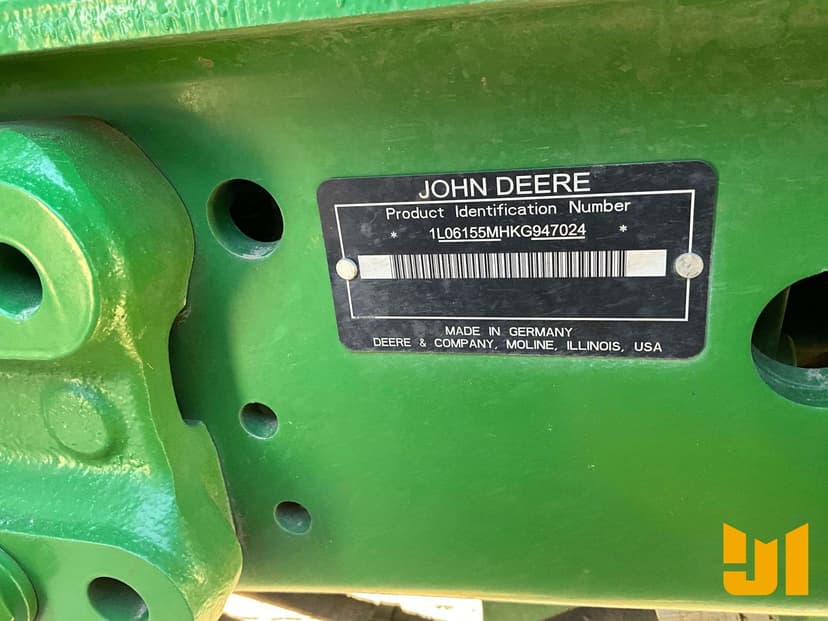 JOHN DEERE
Product Identification Number
* 1L06155MHKG947024 *
MADE IN GERMANY
DEERE & COMPANY, MOLINE, ILLINOIS, USA